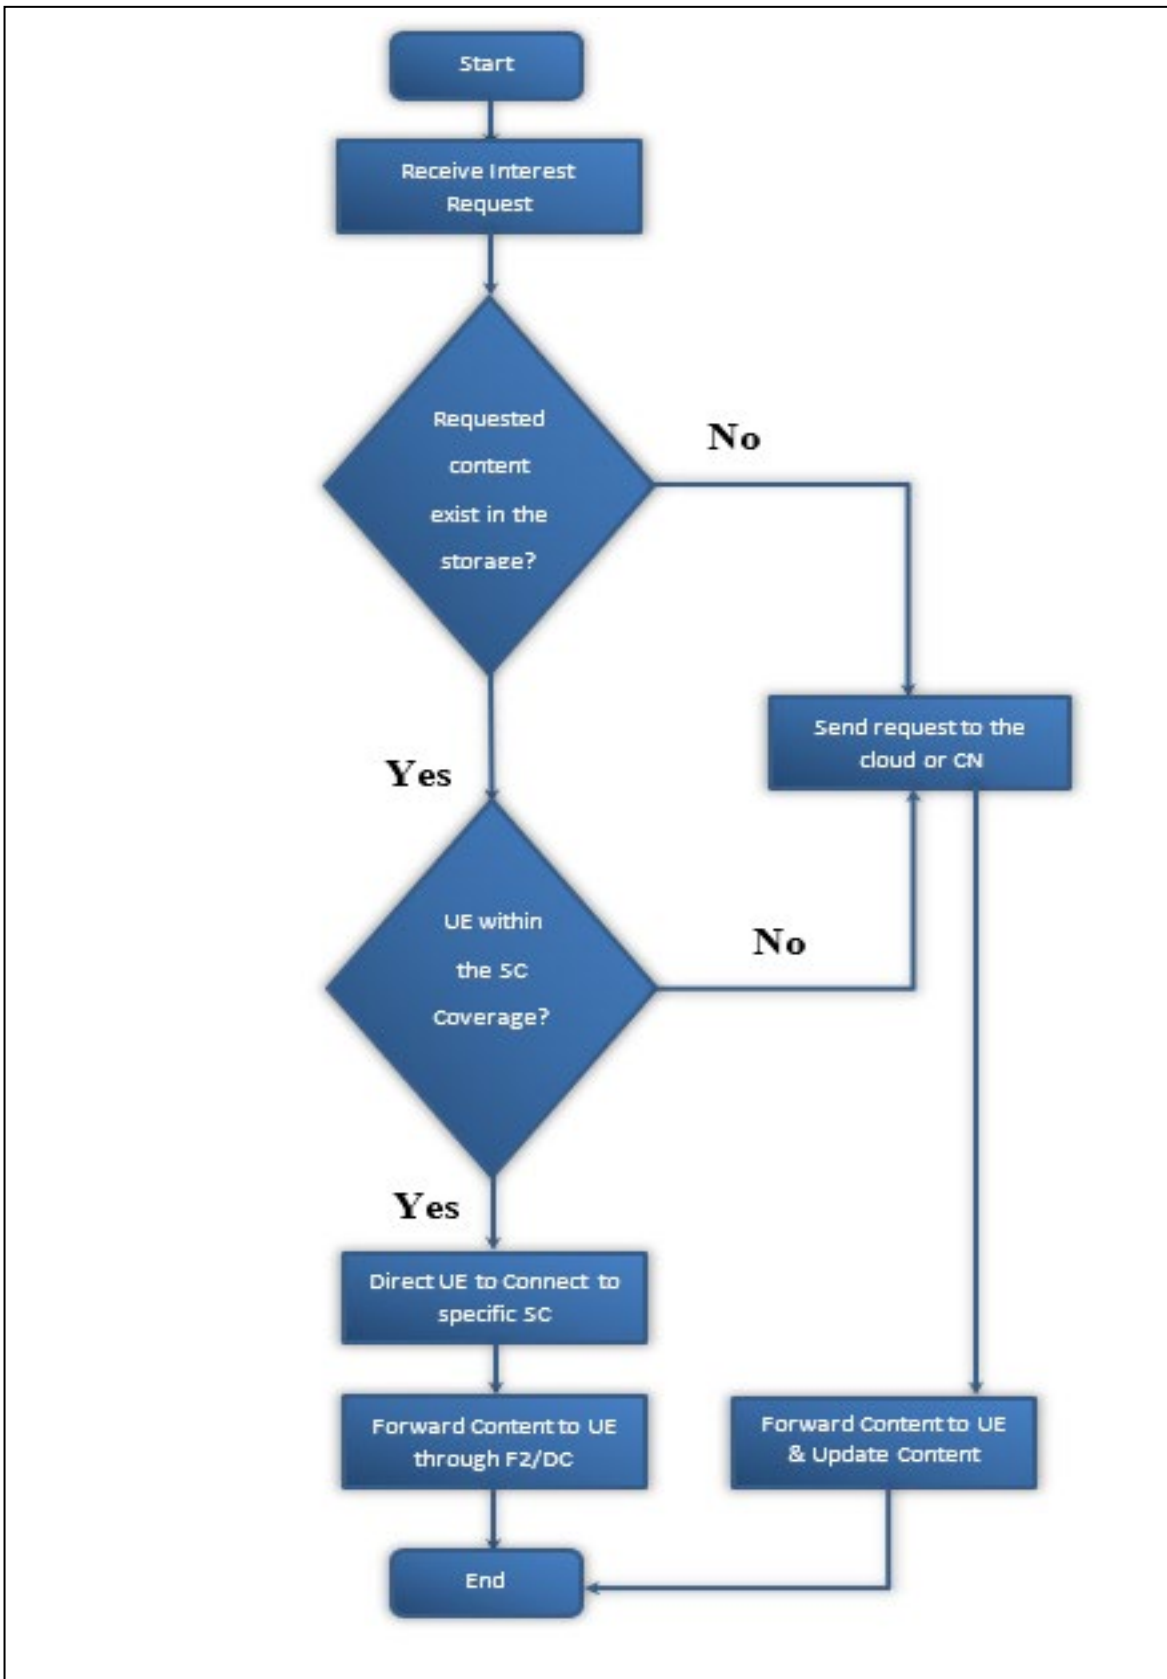 Start
Receive Interest
Request
Requested
content
exist in the
storage?
No
Yes
Send request to the
cloud or CN
UE within
the SC
Coverage?
No
Yes
Direct UE to Connect to
specific SC
Forward Content to UE
through F2/DC
Forward Content to UE
& Update Content
End